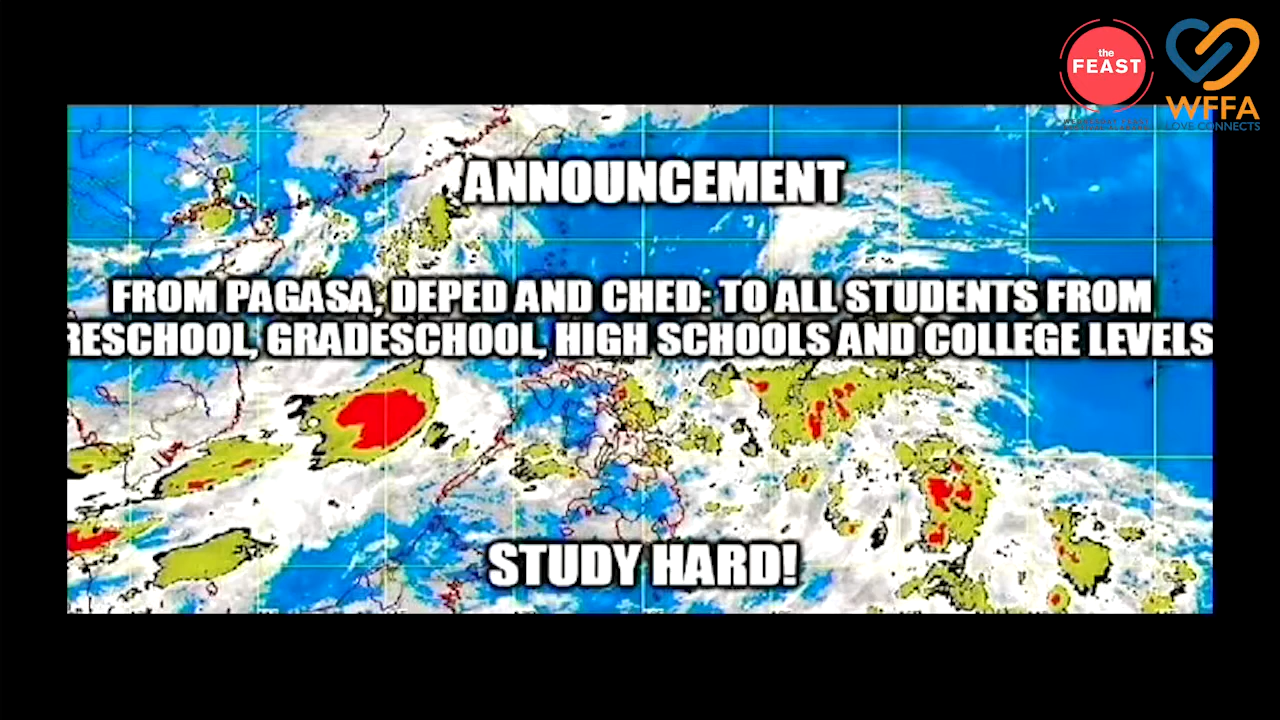 the
FEAST
WFFA
LOVE CONNECTS
ANNOUNCEMENT
FROM PAGASA, DEPED AND CHED: TO ALL STUDENTS FROM
RESCHOOL, GRADESCHOOL, HIGH SCHOOLS AND COLLEGE LEVELS
STUDY HARD!